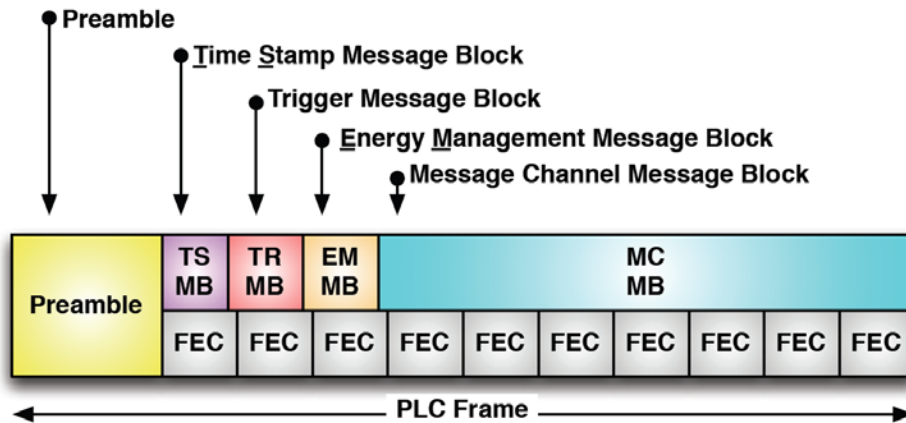 Preamble
Time Stamp Message Block
Trigger Message Block
Energy Management Message Block
Message Channel Message Block
Preamble
TS
MB
TR
MB
EM
MB
MC
MB
FEC FEC FEC FEC FEC FEC FEC FEC FEC FEC
PLC Frame